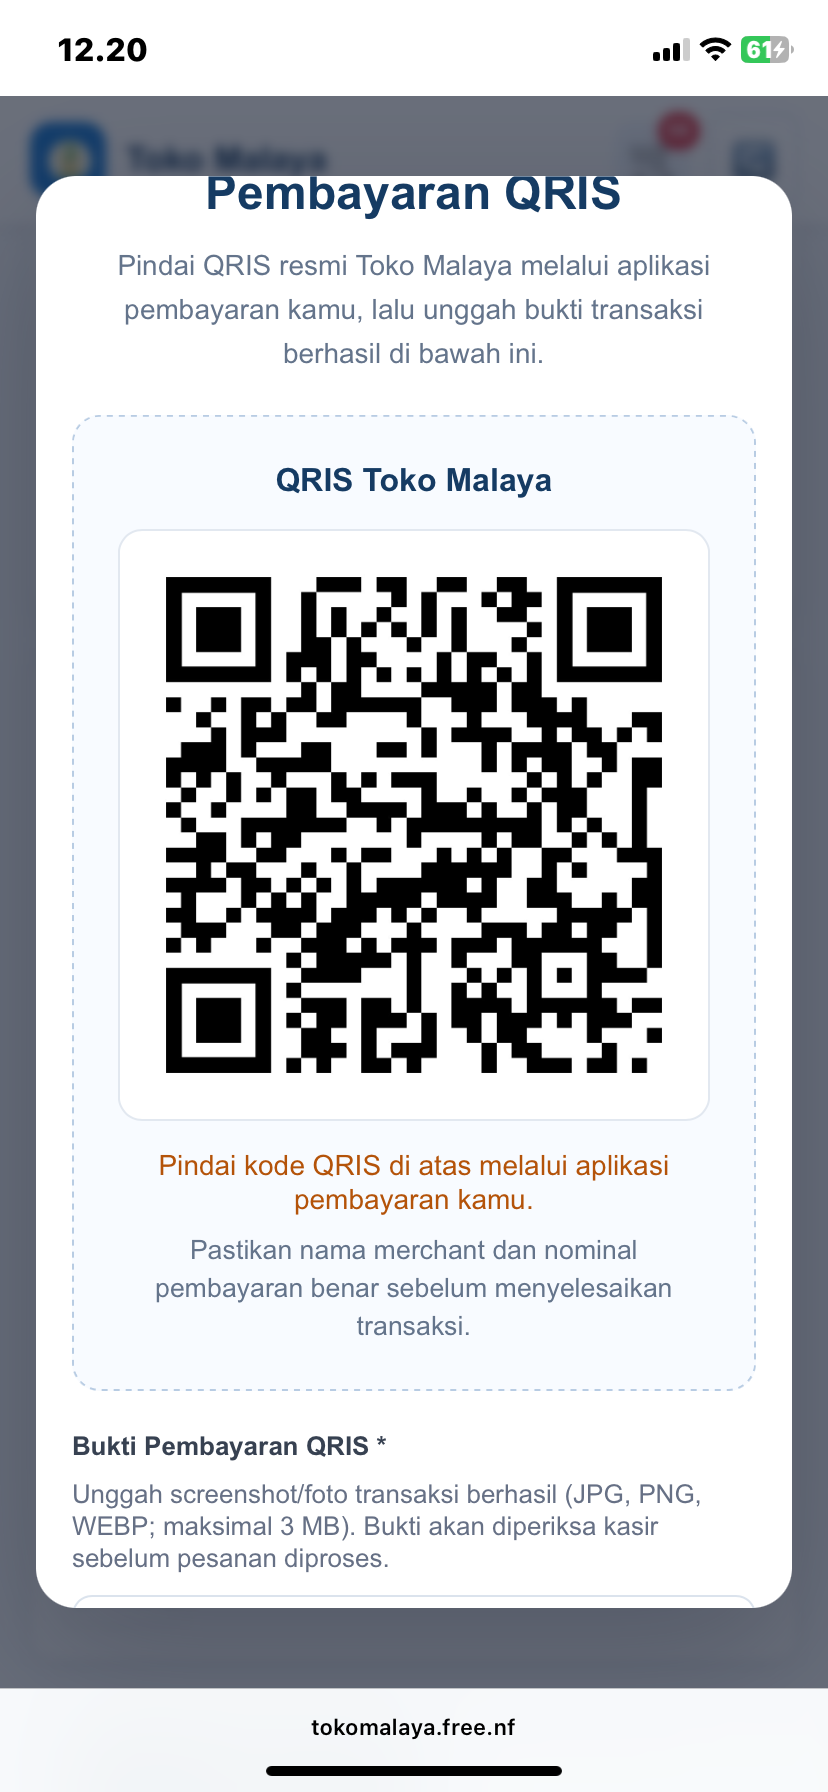 12.20
61
Toko Malaya
Pembayaran QRIS
Pindai QRIS resmi Toko Malaya melalui aplikasi
pembayaran kamu, lalu unggah bukti transaksi
berhasil di bawah ini.
QRIS Toko Malaya
Pindai kode QRIS di atas melalui aplikasi
pembayaran kamu.
Pastikan nama merchant dan nominal
pembayaran benar sebelum menyelesaikan
transaksi.
Bukti Pembayaran QRIS *
Unggah screenshot/foto transaksi berhasil (JPG, PNG,
WEBP; maksimal 3 MB). Bukti akan diperiksa kasir
sebelum pesanan diproses.
tokomalaya.free.nf